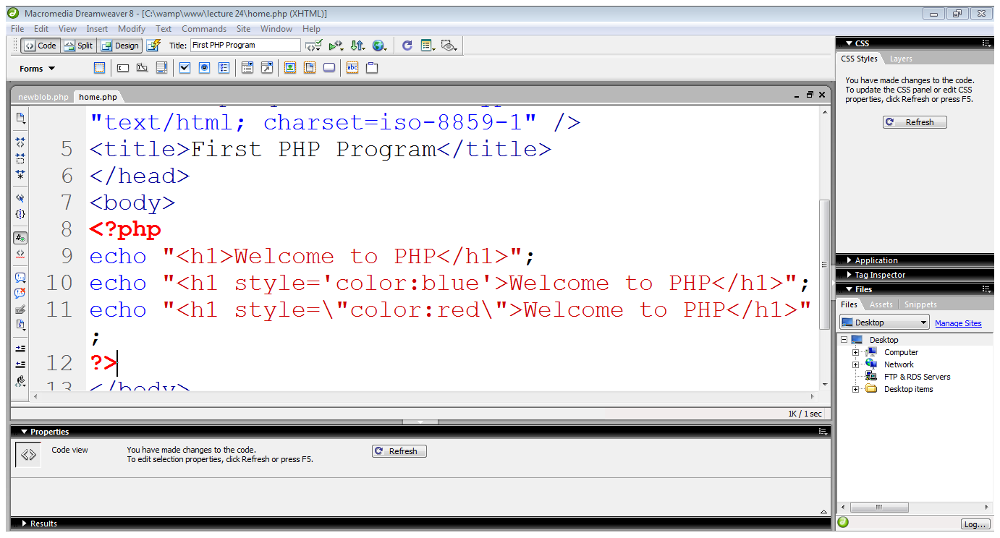 Macromedia Dreamweaver 8 - [C:\wamp\www\lecture 24\home.php (XHTML)]
File Edit View Insert Modify Text Commands Site Window Help
Code Split Design Title: First PHP Program
Forms
newblob.php home.php
"text/html; charset=iso-8859-1" />
5 <title>First PHP Program</title>
6 </head>
7 <body>
8 <?php
9 echo "<h1>Welcome to PHP</h1>";
10 echo "<h1 style='color:blue'>Welcome to PHP</h1>";
11 echo "<h1 style=\"color:red\">Welcome to PHP</h1>"
;
12 ?>
13 </body>
1K / 1 sec
Properties
Code view
You have made changes to the code.
To edit selection properties, click Refresh or press F5.
Refresh
Results
CSS
CSS Styles Layers
You have made changes to the code.
To update the CSS panel or edit CSS
properties, click Refresh or press F5.
Refresh
Application
Tag Inspector
Files
Files Assets Snippets
Desktop Manage Sites
Desktop
Computer
Network
FTP & RDS Servers
Desktop items
Log...